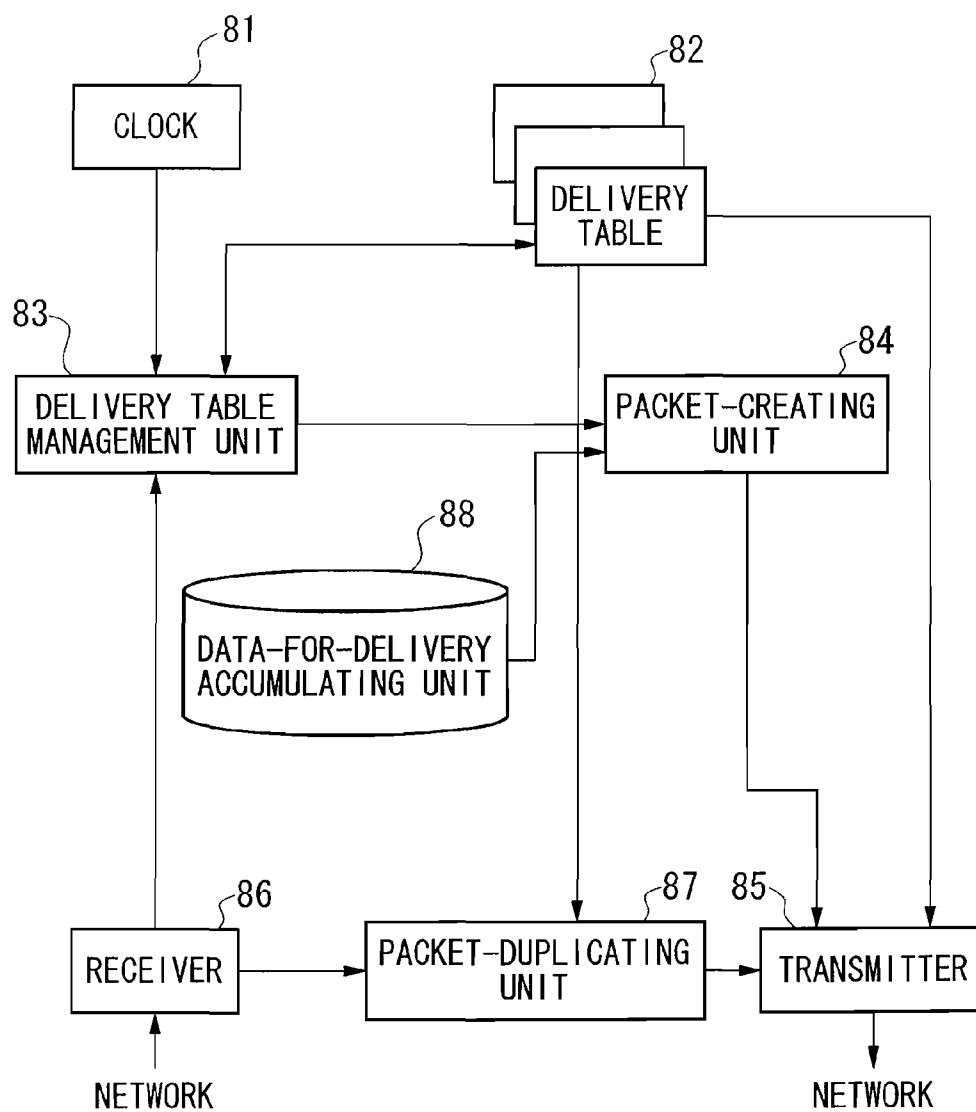 81
CLOCK
82
DELIVERY
TABLE
83
DELIVERY TABLE
MANAGEMENT UNIT
84
PACKET-CREATING
UNIT
88
DATA-FOR-DELIVERY
ACCUMULATING UNIT
86
RECEIVER
87
PACKET-DUPLICATING
UNIT
85
TRANSMITTER
NETWORK
NETWORK